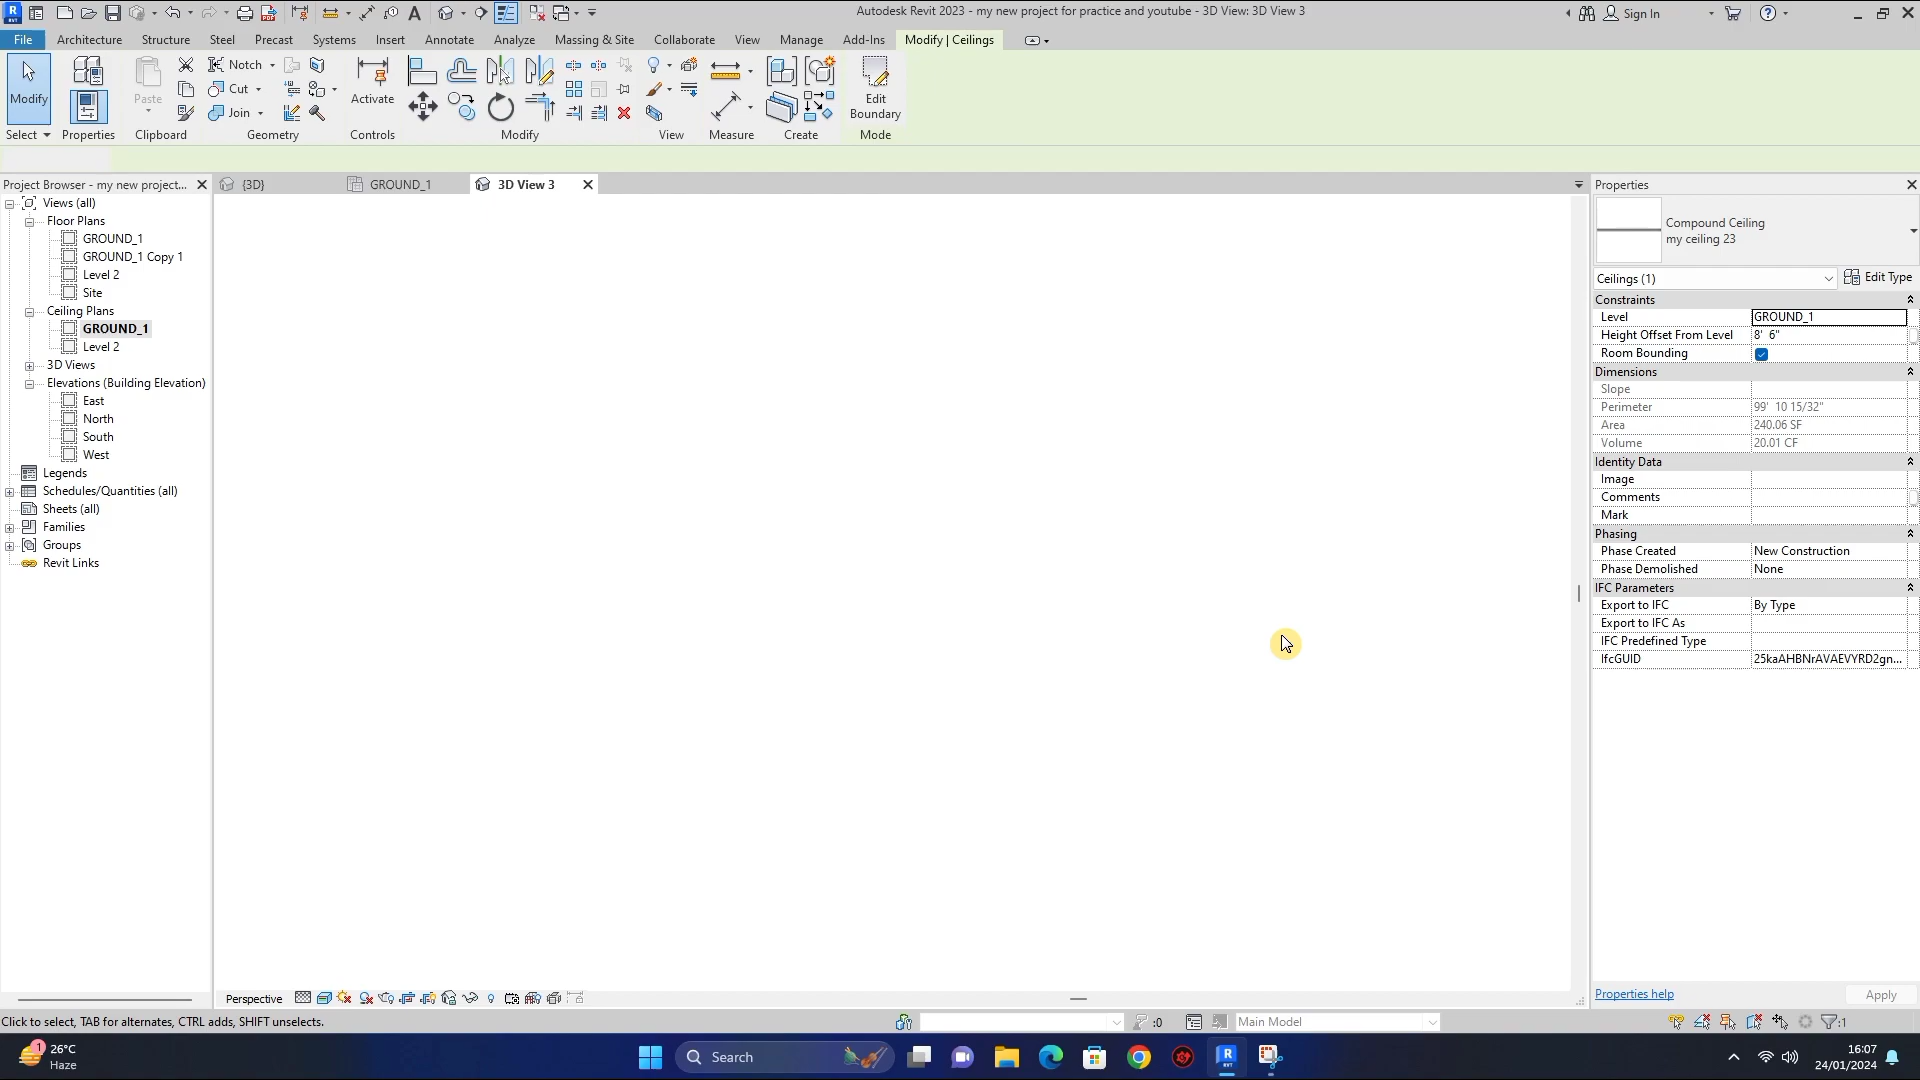 Autodesk Revit 2023 - my new project for practice and youtube - 3D View: 3D View 3
Sign In
File Architecture Structure Steel Precast Systems Insert Annotate Analyze Massing & Site Collaborate View Manage Add-Ins Modify | Ceilings
Modify
Paste
Notch
Cut
Join
Activate
Edit
Boundary
Select Properties Clipboard Geometry Controls Modify View Measure Create Mode
Project Browser - my new project...
Views (all)
Floor Plans
GROUND_1
GROUND_1 Copy 1
Level 2
Site
Ceiling Plans
GROUND_1
Level 2
3D Views
Elevations (Building Elevation)
East
North
South
West
Legends
Schedules/Quantities (all)
Sheets (all)
Families
Groups
Revit Links
{3D} GROUND_1 3D View 3
Properties
Compound Ceiling
my ceiling 23
Ceilings (1) Edit Type
Constraints
Level GROUND_1
Height Offset From Level 8' 6"
Room Bounding
Dimensions
Slope
Perimeter 99' 10 15/32"
Area 240.06 SF
Volume 20.01 CF
Identity Data
Image
Comments
Mark
Phasing
Phase Created New Construction
Phase Demolished None
IFC Parameters
Export to IFC By Type
Export to IFC As
IFC Predefined Type
IfcGUID 25kaAHBNrAVAEVYRD2gn...
Properties help Apply
Perspective
Click to select, TAB for alternates, CTRL adds, SHIFT unselects.
:0
Main Model
:1
1
26°C
Haze
Search
16:07
24/01/2024